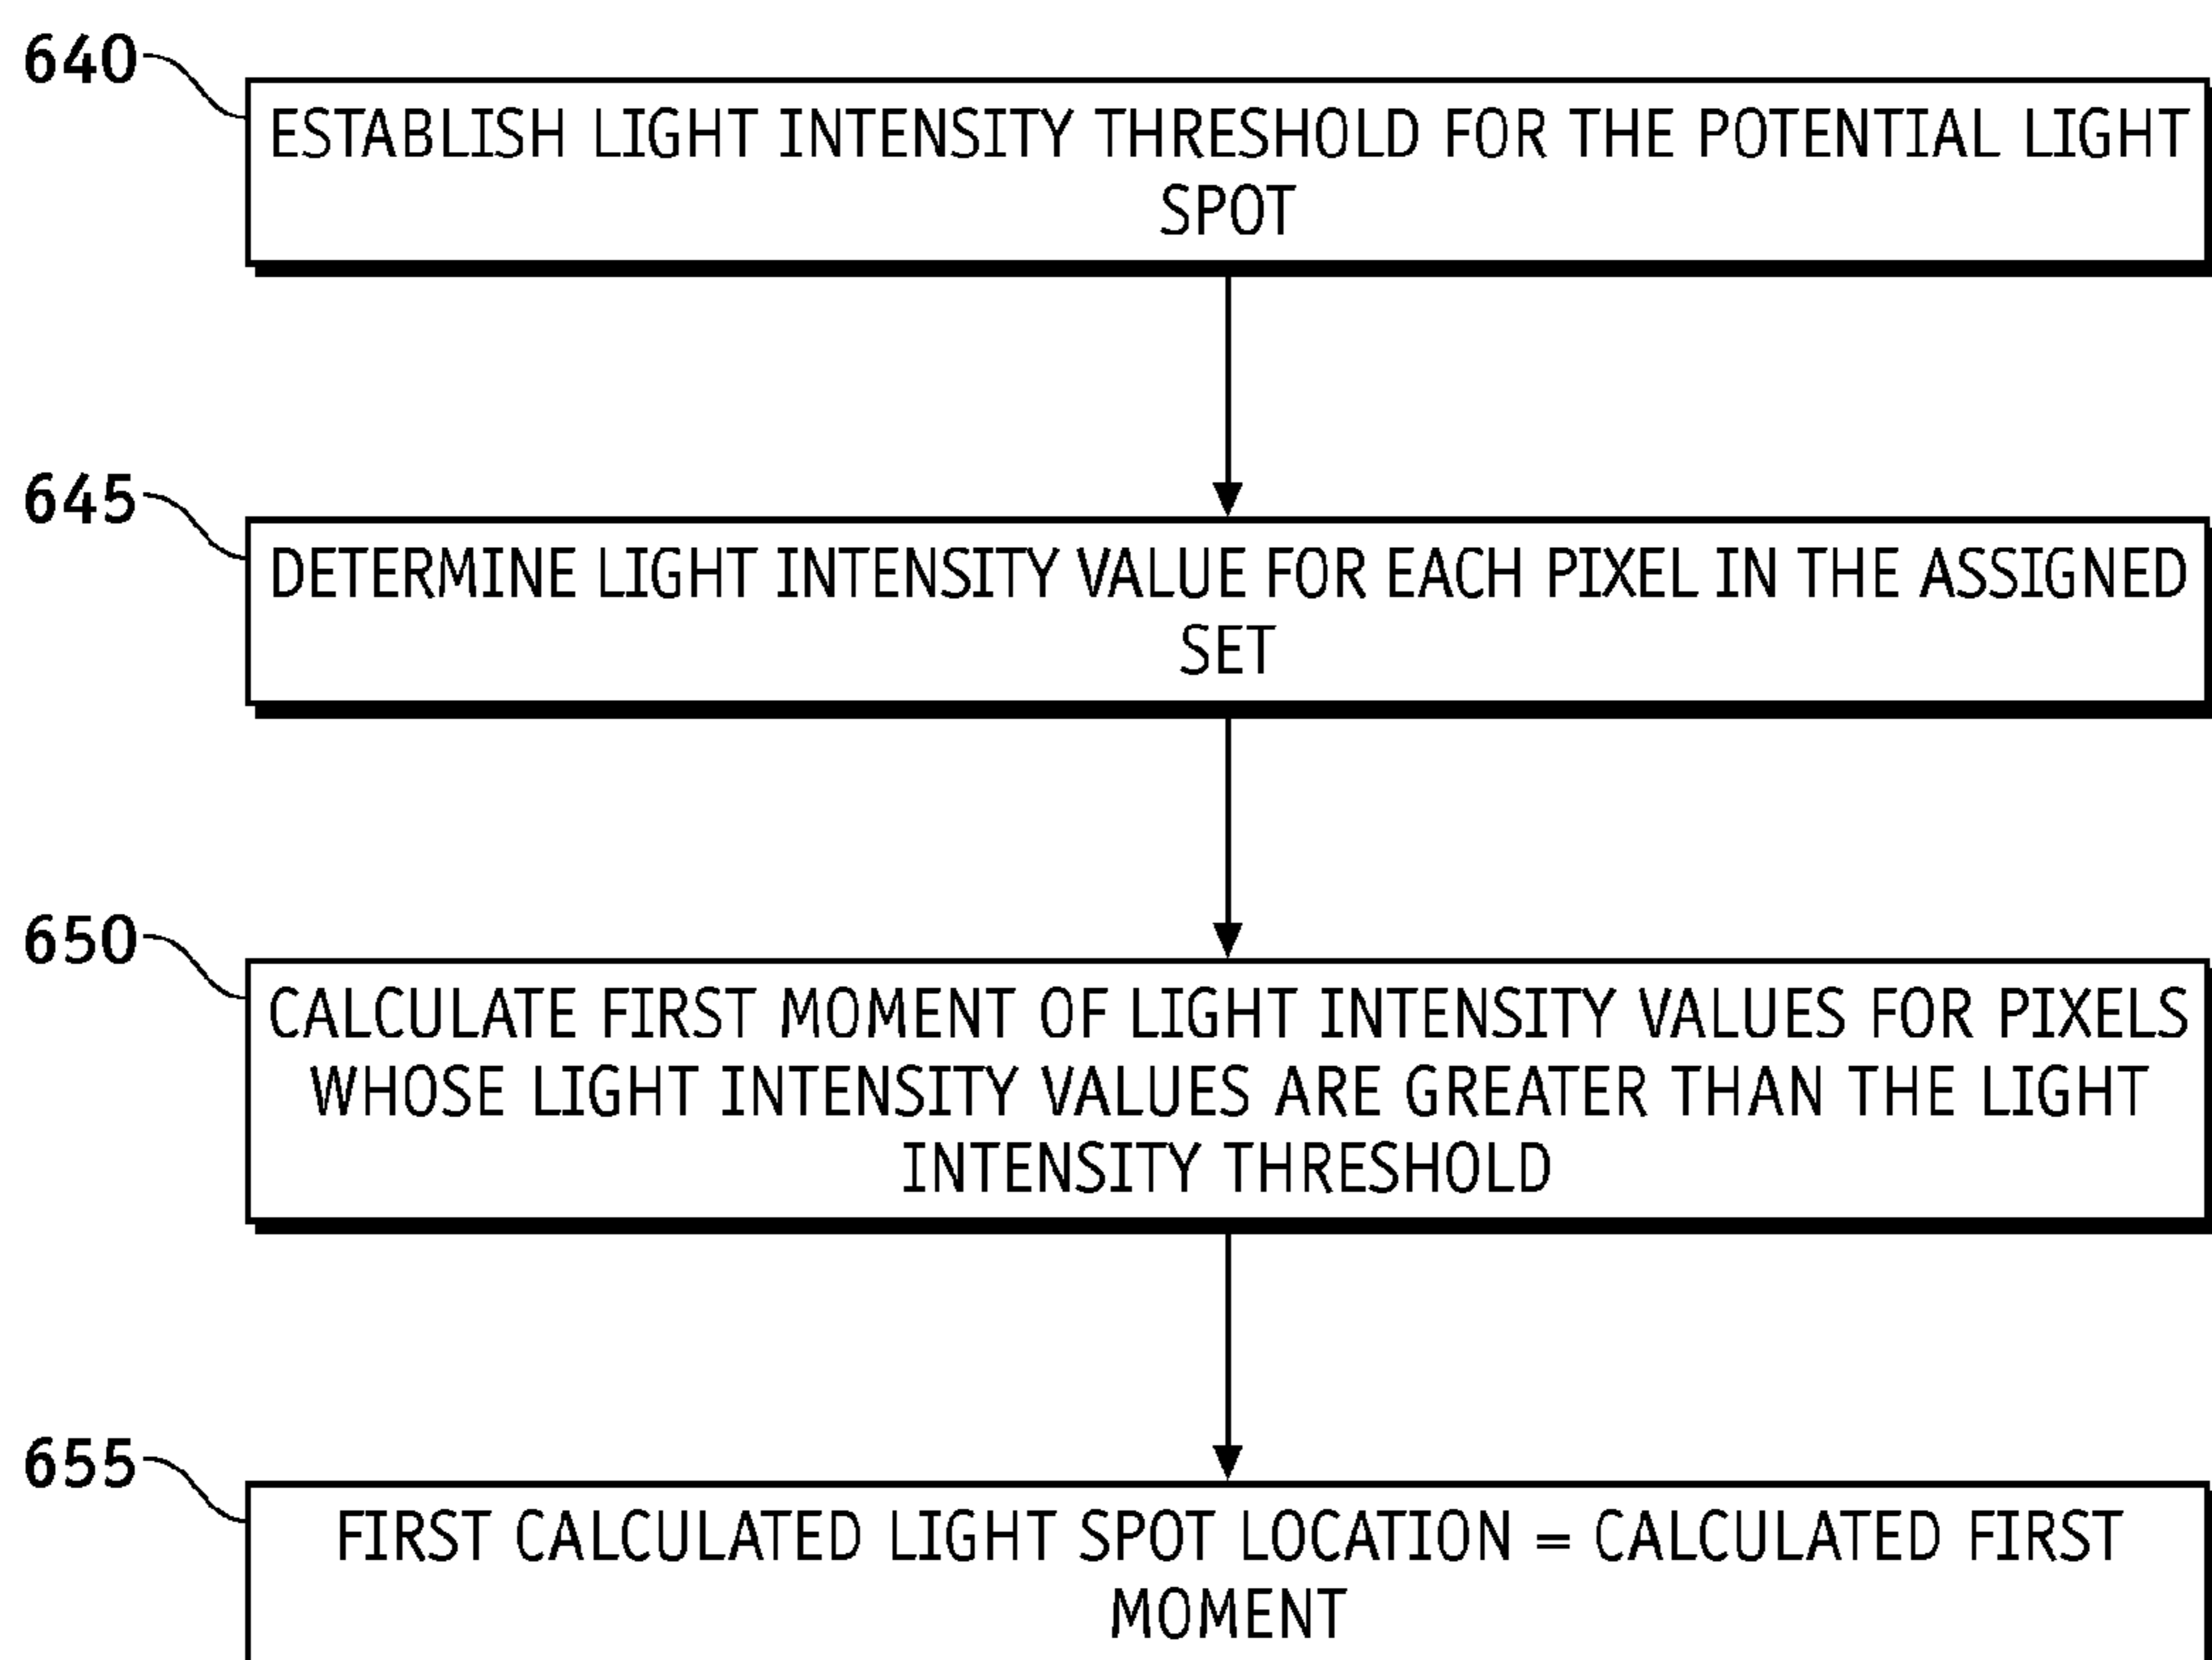 640
ESTABLISH LIGHT INTENSITY THRESHOLD FOR THE POTENTIAL LIGHT
SPOT
645
DETERMINE LIGHT INTENSITY VALUE FOR EACH PIXEL IN THE ASSIGNED
SET
650
CALCULATE FIRST MOMENT OF LIGHT INTENSITY VALUES FOR PIXELS
WHOSE LIGHT INTENSITY VALUES ARE GREATER THAN THE LIGHT
INTENSITY THRESHOLD
655
FIRST CALCULATED LIGHT SPOT LOCATION = CALCULATED FIRST
MOMENT